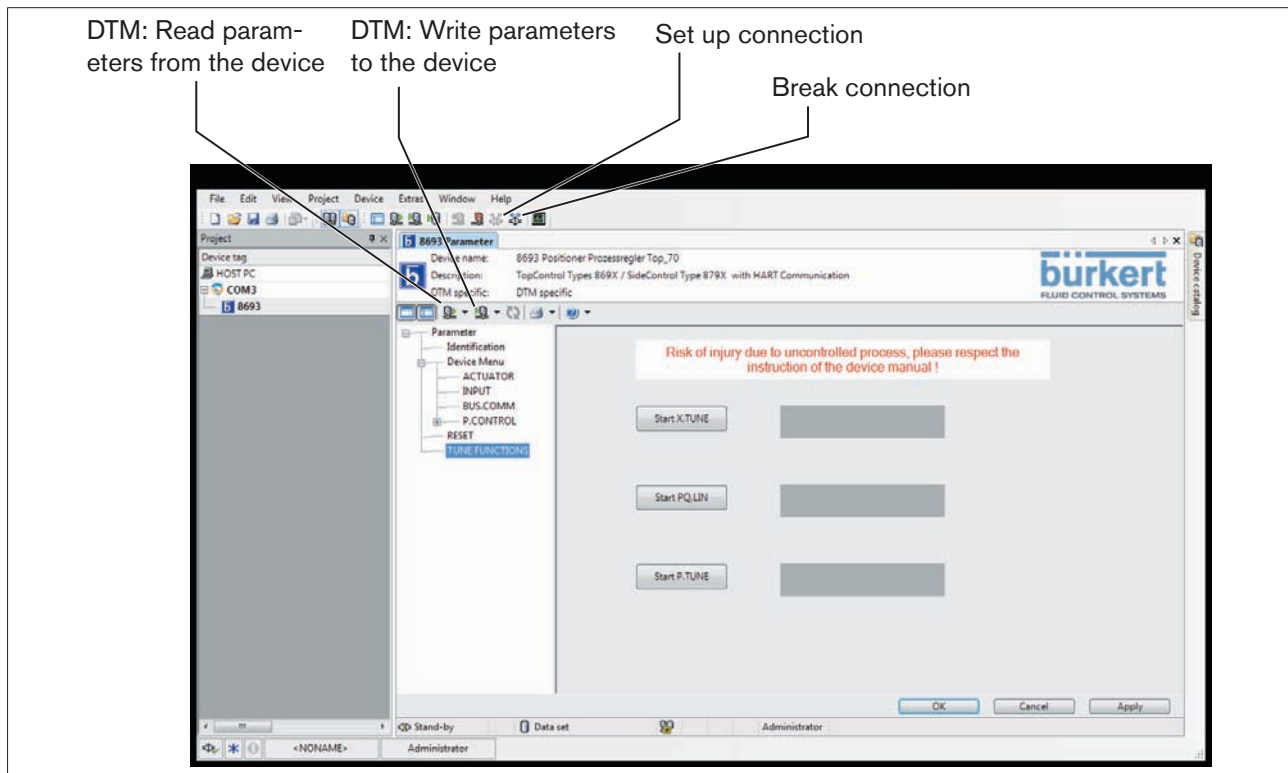 DTM: Read param-
eters from the device
DTM: Write parameters
to the device
Set up connection
Break connection
File Edit View Project Device Extras Window Help
Project
Device tag
HOST PC
COM3
8693
8693 Parameter
Device name: 8693 Positioner Prozessregler Top_70
Description: TopControl Types 869X / SideControl Type 879X with HART Communication
DTM specific: DTM specific
bürkert
FLUID CONTROL SYSTEMS
Device catalog
Parameter
Identification
Device Menu
ACTUATOR
INPUT
BUS.COMM
P.CONTROL
RESET
TUNE FUNCTIONS
Risk of injury due to uncontrolled process, please respect the
instruction of the device manual !
Start X.TUNE
Start PQ.LIN
Start P.TUNE
OK Cancel Apply
Stand-by Data set Administrator
<NONAME> Administrator